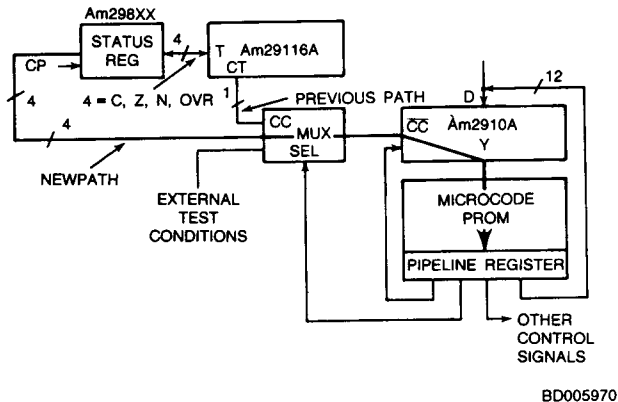 Am298XX
STATUS
REG
CP
4
T
CT
Am29116A
4
4 = C, Z, N, OVR
1
PREVIOUS PATH
4
NEWPATH
CC
MUX
SEL
EXTERNAL
TEST
CONDITIONS
12
D
CC
Am2910A
Y
MICROCODE
PROM
PIPELINE REGISTER
OTHER
CONTROL
SIGNALS
BD005970